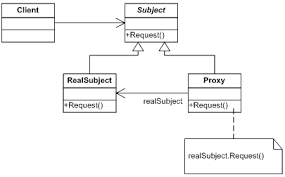 Client
Subject
+Request()
RealSubject
Proxy
+Request()
realSubject
+Request()
realSubject.Request()